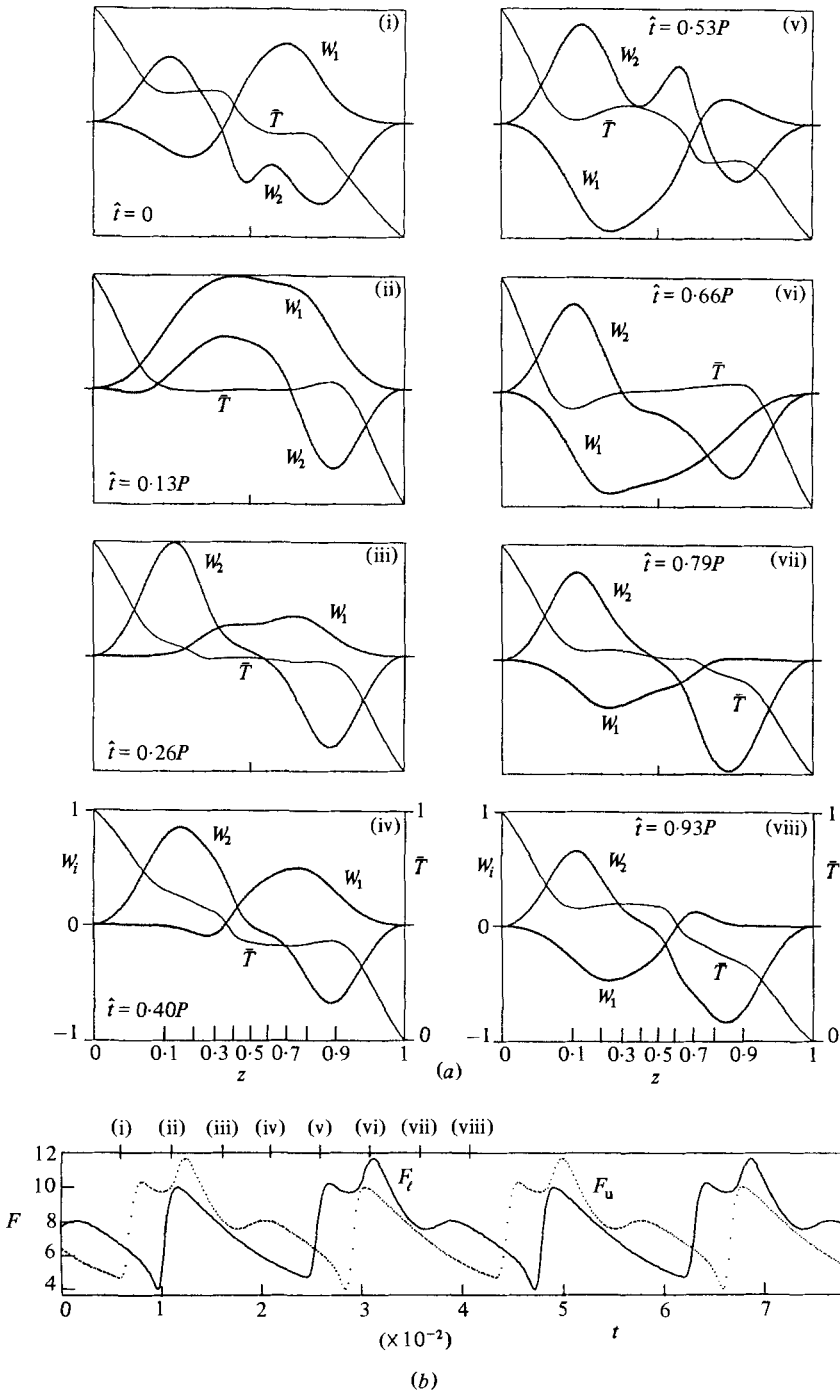 (i)
W₁
T̄
W₂
t̂ = 0
(v)
t̂ = 0·53P
W₂
T̄
W₁
(ii)
W₁
T̄
W₂
t̂ = 0·13P
(vi)
t̂ = 0·66P
W₂
T̄
W₁
(iii)
W₂
W₁
T̄
t̂ = 0·26P
(vii)
t̂ = 0·79P
W₂
T̄
W₁
1 1
(iv)
W₂
Wᵢ T̄
W₁
0
T̄
t̂ = 0·40P
−1 0
0 0·1 0·3 0·5 0·7 0·9 1
z
1 1
(viii)
t̂ = 0·93P
W₂
Wᵢ T̄
0
T̄
W₁
−1 0
0 0·1 0·3 0·5 0·7 0·9 1
z
(a)
(i) (ii) (iii) (iv) (v) (vi) (vii) (viii)
12
10
F 8
6
4
Fₗ Fᵤ
0 1 2 3 4 5 6 7
(× 10⁻²) t
(b)